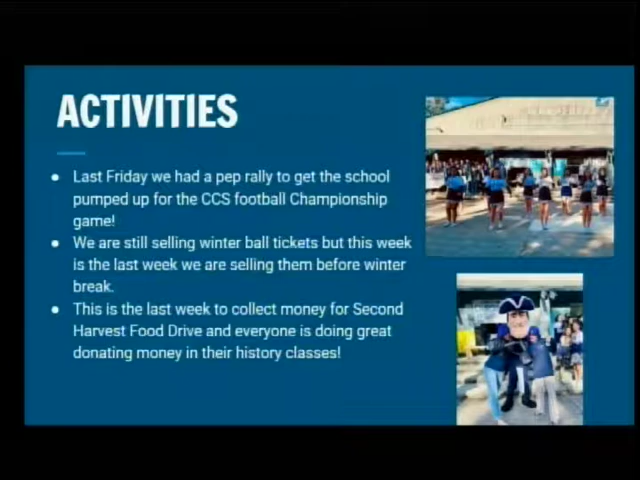 ACTIVITIES
Last Friday we had a pep rally to get the school
pumped up for the CCS football Championship
game!
We are still selling winter ball tickets but this week
is the last week we are selling them before winter
break.
This is the last week to collect money for Second
Harvest Food Drive and everyone is doing great
donating money in their history classes!